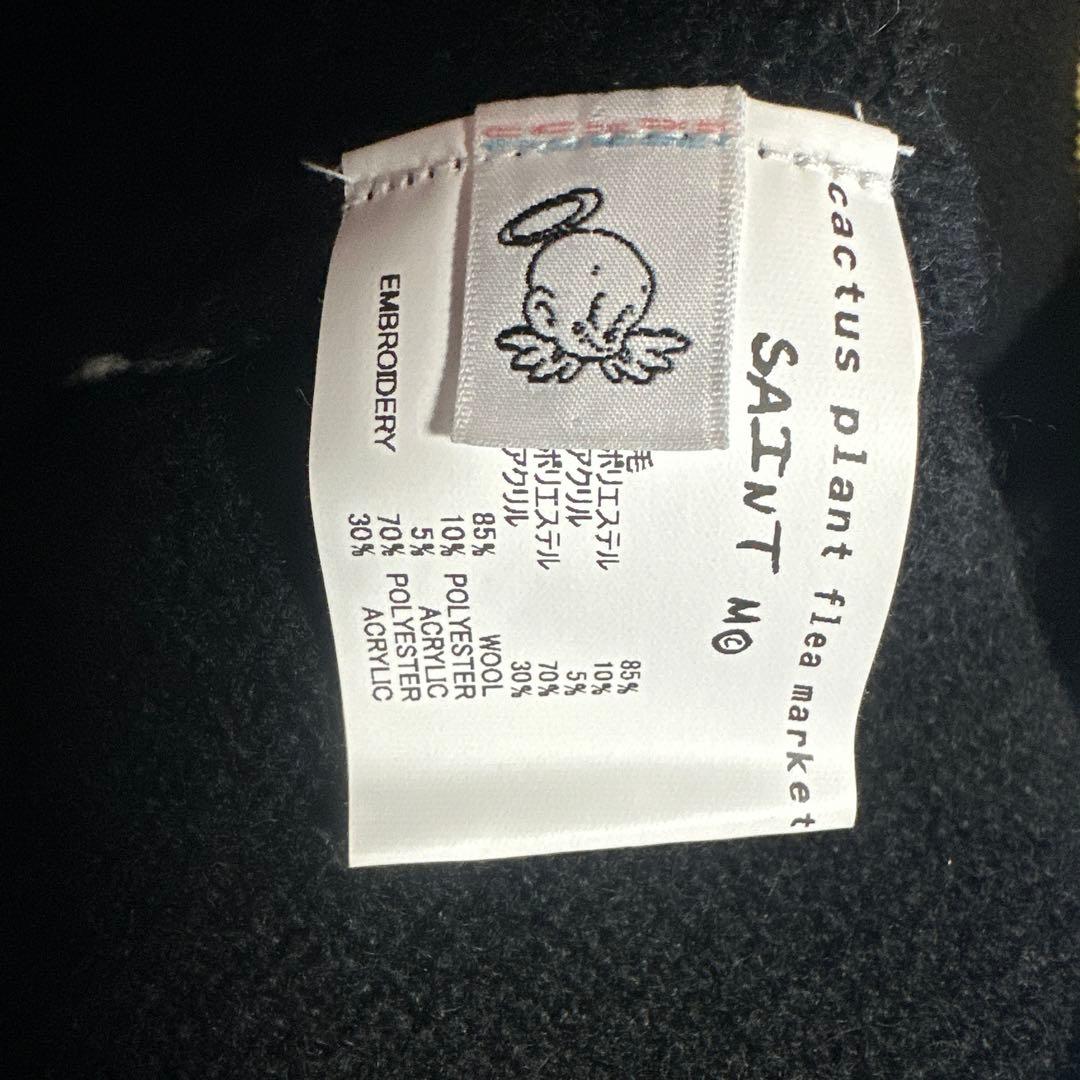 cactus plant flea market
SAINT M©
毛 85%
ポリエステル 10%
アクリル 5%
ポリエステル 70%
アクリル 30%
85% WOOL
10% POLYESTER
5% ACRYLIC
EMBROIDERY 70% POLYESTER
30% ACRYLIC